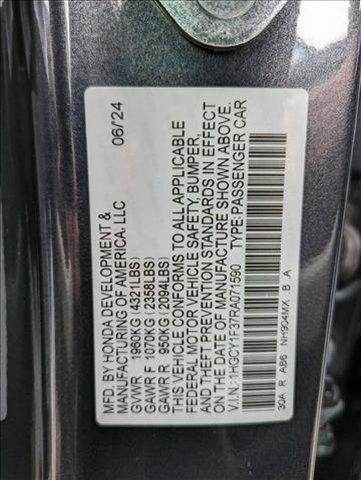 MFD. BY HONDA DEVELOPMENT & 06/'24
MANUFACTURING OF AMERICA, LLC
GVWR 1960KG (4321LBS)
GAWR F 1070KG (2358LBS)
GAWR R 950KG (2094LBS)
THIS VEHICLE CONFORMS TO ALL APPLICABLE
FEDERAL MOTOR VEHICLE SAFETY, BUMPER,
AND THEFT PREVENTION STANDARDS IN EFFECT
ON THE DATE OF MANUFACTURE SHOWN ABOVE.
V.I.N.: 1HGCY1F37RA071590 TYPE: PASSENGER CAR
30A R AB6 NH904MX B A